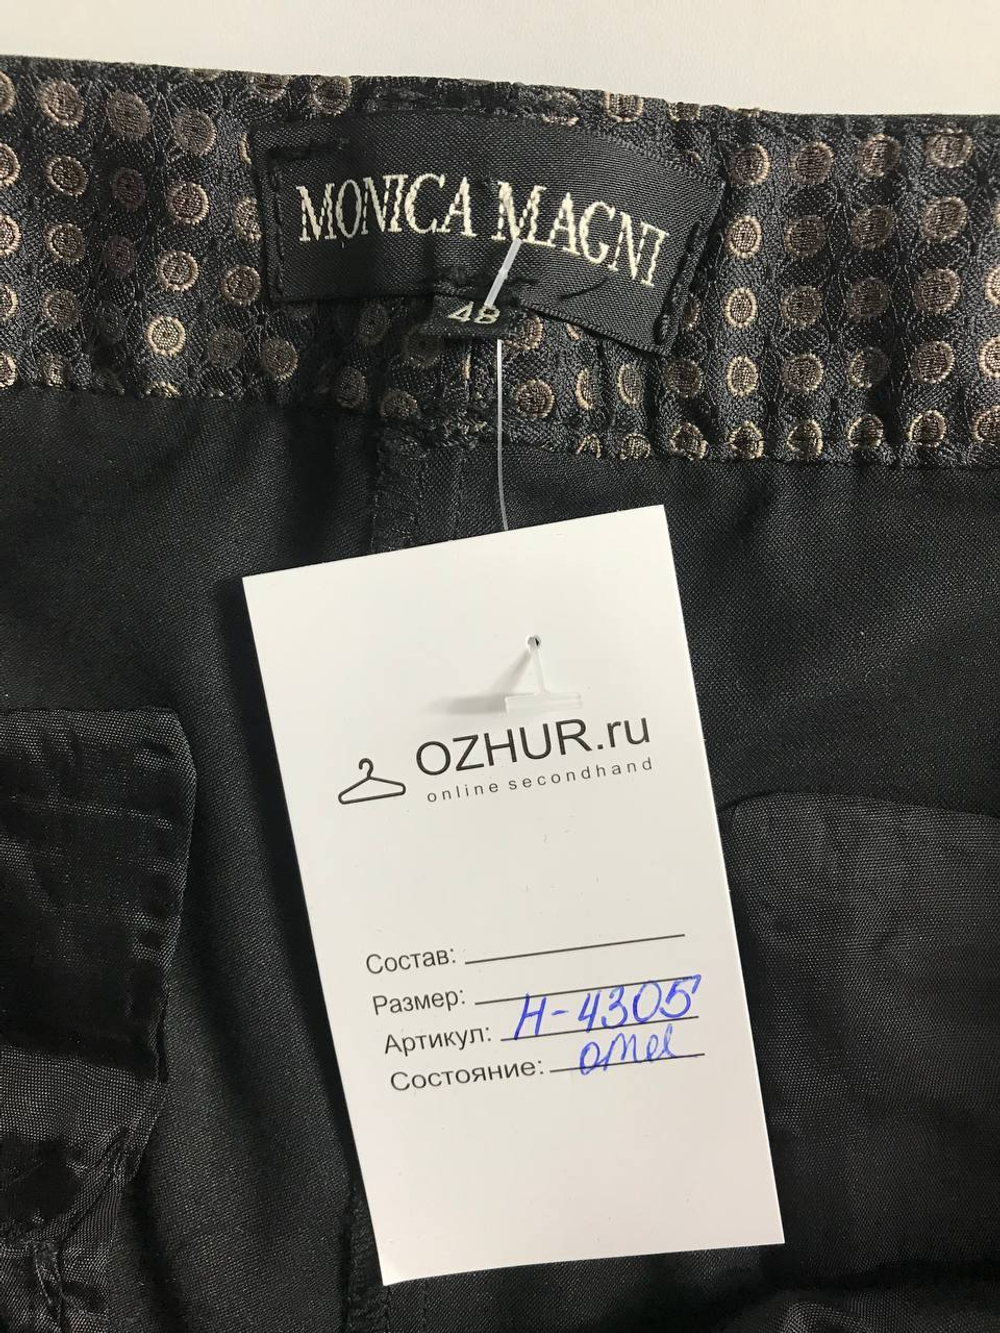 MONICA MAGNI
48
OZHUR.ru
online secondhand
Состав:
Размер:
Артикул: H-4305
Состояние: отл